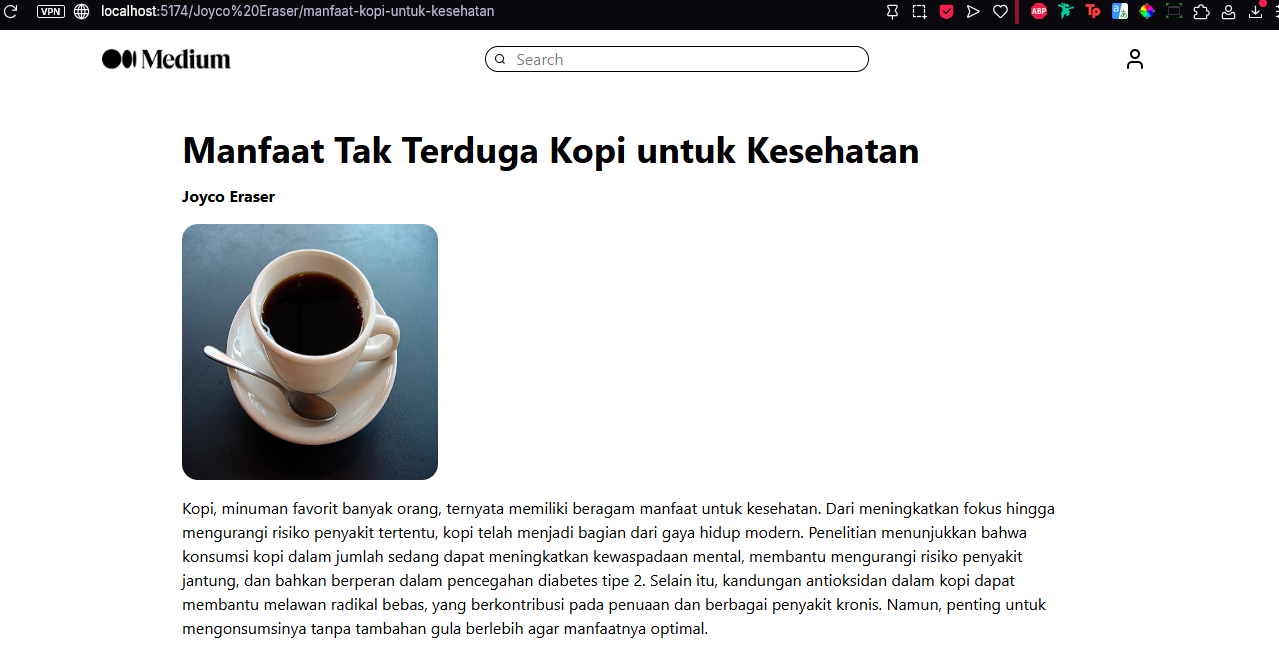 VPN localhost:5174/Joyco%20Eraser/manfaat-kopi-untuk-kesehatan ABP Tp
Medium Search
Manfaat Tak Terduga Kopi untuk Kesehatan
Joyco Eraser
Kopi, minuman favorit banyak orang, ternyata memiliki beragam manfaat untuk kesehatan. Dari meningkatkan fokus hingga
mengurangi risiko penyakit tertentu, kopi telah menjadi bagian dari gaya hidup modern. Penelitian menunjukkan bahwa
konsumsi kopi dalam jumlah sedang dapat meningkatkan kewaspadaan mental, membantu mengurangi risiko penyakit
jantung, dan bahkan berperan dalam pencegahan diabetes tipe 2. Selain itu, kandungan antioksidan dalam kopi dapat
membantu melawan radikal bebas, yang berkontribusi pada penuaan dan berbagai penyakit kronis. Namun, penting untuk
mengonsumsinya tanpa tambahan gula berlebih agar manfaatnya optimal.